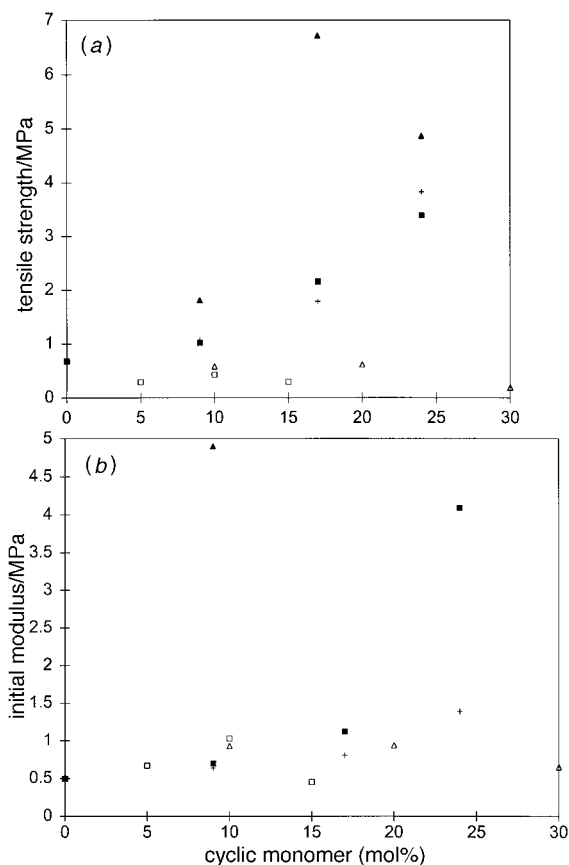 (a)
tensile strength/MPa
7
6
5
4
3
2
1
0
0 5 10 15 20 25 30
(b)
initial modulus/MPa
5
4.5
4
3.5
3
2.5
2
1.5
1
0.5
0
0 5 10 15 20 25 30
cyclic monomer (mol%)